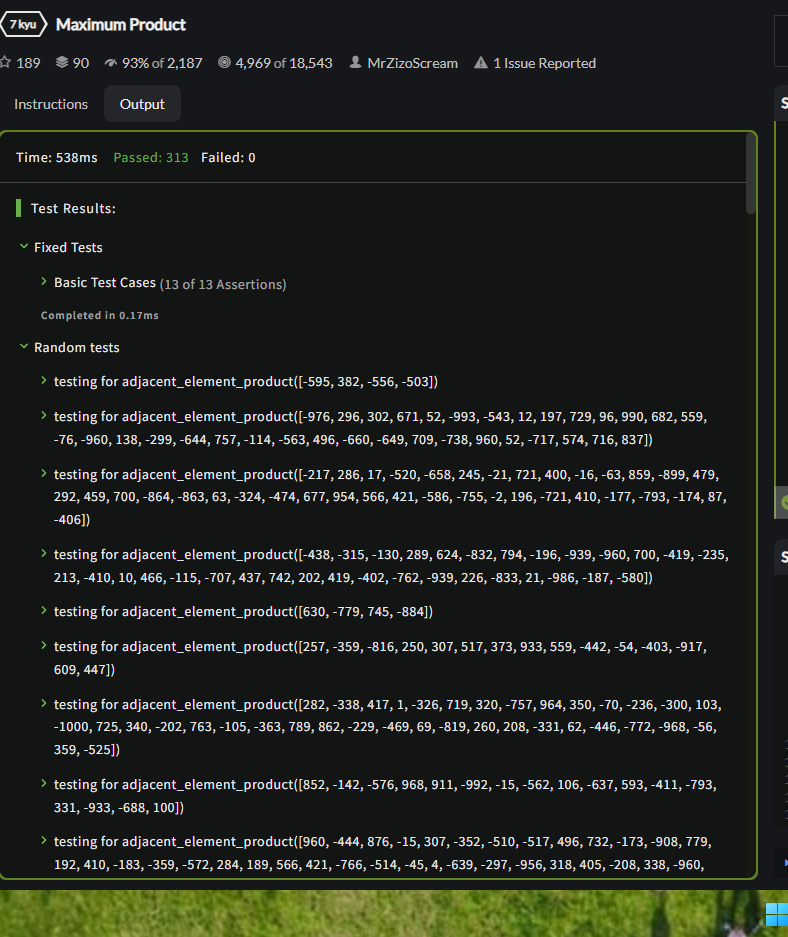 7 kyu Maximum Product
189 90 93% of 2,187 4,969 of 18,543 MrZizoScream 1 Issue Reported
Instructions Output
Time: 538ms Passed: 313 Failed: 0
Test Results:
Fixed Tests
Basic Test Cases (13 of 13 Assertions)
Completed in 0.17ms
Random tests
testing for adjacent_element_product([-595, 382, -556, -503])
testing for adjacent_element_product([-976, 296, 302, 671, 52, -993, -543, 12, 197, 729, 96, 990, 682, 559,
-76, -960, 138, -299, -644, 757, -114, -563, 496, -660, -649, 709, -738, 960, 52, -717, 574, 716, 837])
testing for adjacent_element_product([-217, 286, 17, -520, -658, 245, -21, 721, 400, -16, -63, 859, -899, 479,
292, 459, 700, -864, -863, 63, -324, -474, 677, 954, 566, 421, -586, -755, -2, 196, -721, 410, -177, -793, -174, 87,
-406])
testing for adjacent_element_product([-438, -315, -130, 289, 624, -832, 794, -196, -939, -960, 700, -419, -235,
213, -410, 10, 466, -115, -707, 437, 742, 202, 419, -402, -762, -939, 226, -833, 21, -986, -187, -580])
testing for adjacent_element_product([630, -779, 745, -884])
testing for adjacent_element_product([257, -359, -816, 250, 307, 517, 373, 933, 559, -442, -54, -403, -917,
609, 447])
testing for adjacent_element_product([282, -338, 417, 1, -326, 719, 320, -757, 964, 350, -70, -236, -300, 103,
-1000, 725, 340, -202, 763, -105, -363, 789, 862, -229, -469, 69, -819, 260, 208, -331, 62, -446, -772, -968, -56,
359, -525])
testing for adjacent_element_product([852, -142, -576, 968, 911, -992, -15, -562, 106, -637, 593, -411, -793,
331, -933, -688, 100])
testing for adjacent_element_product([960, -444, 876, -15, 307, -352, -510, -517, 496, 732, -173, -908, 779,
192, 410, -183, -359, -572, 284, 189, 566, 421, -766, -514, -45, 4, -639, -297, -956, 318, 405, -208, 338, -960,